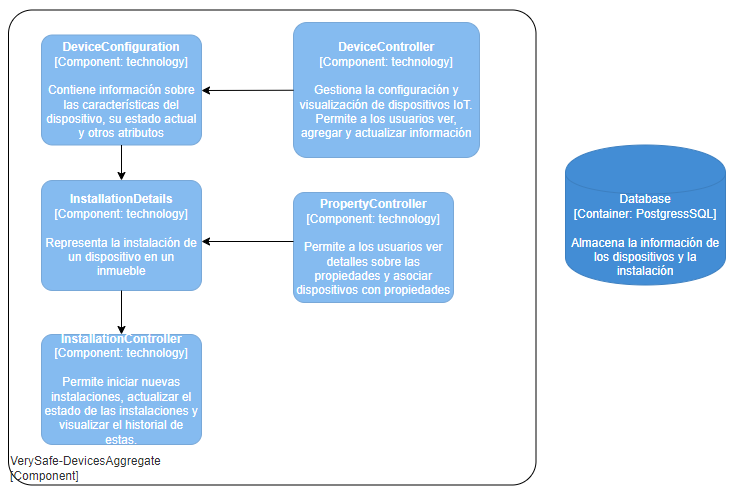 DeviceConfiguration
[Component: technology]
Contiene información sobre
las características del
dispositivo, su estado actual
y otros atributos
DeviceController
[Component: technology]
Gestiona la configuración y
visualización de dispositivos IoT.
Permite a los usuarios ver,
agregar y actualizar información
InstallationDetails
[Component: technology]
Representa la instalación de
un dispositivo en un
inmueble
PropertyController
[Component: technology]
Permite a los usuarios ver
detalles sobre las
propiedades y asociar
dispositivos con propiedades
Database
[Container: PostgressSQL]
Almacena la información de
los dispositivos y la
instalación
InstallationController
[Component: technology]
Permite iniciar nuevas
instalaciones, actualizar el
estado de las instalaciones y
visualizar el historial de
estas.
VerySafe-DevicesAggregate
[Component]